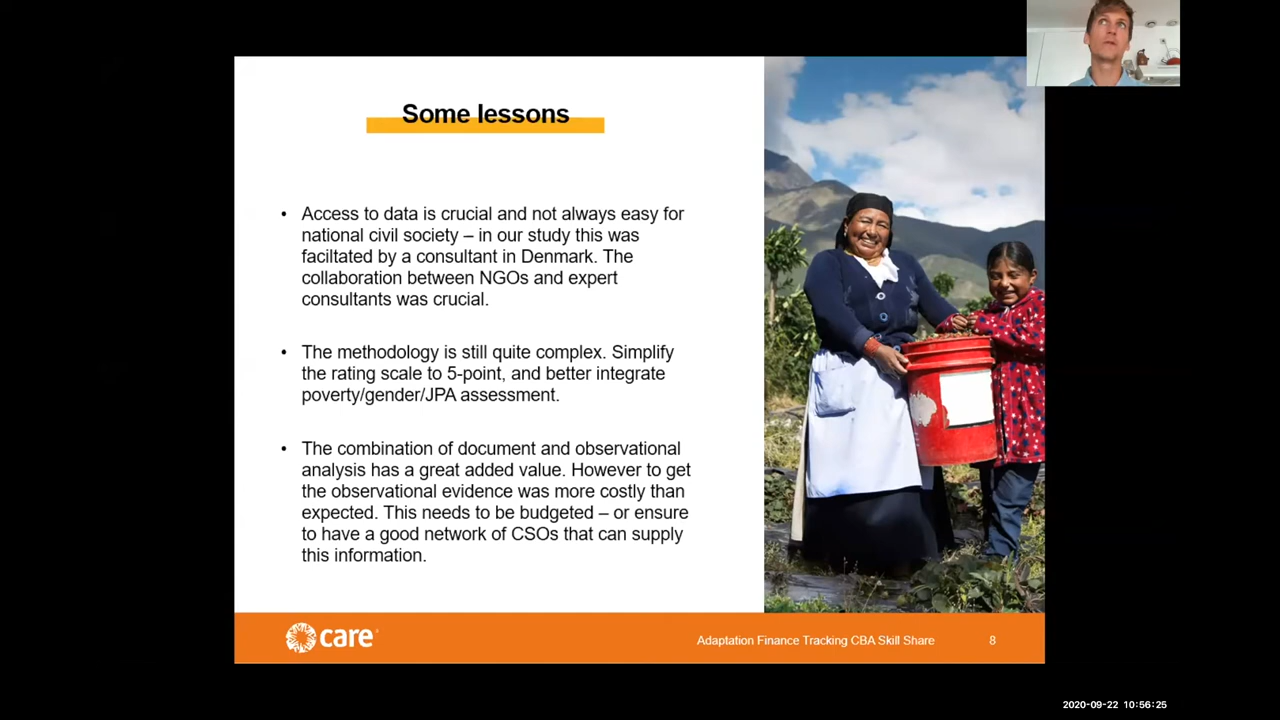 Some lessons
• Access to data is crucial and not always easy for
national civil society – in our study this was
faciltated by a consultant in Denmark. The
collaboration between NGOs and expert
consultants was crucial.
• The methodology is still quite complex. Simplify
the rating scale to 5-point, and better integrate
poverty/gender/JPA assessment.
• The combination of document and observational
analysis has a great added value. However to get
the observational evidence was more costly than
expected. This needs to be budgeted – or ensure
to have a good network of CSOs that can supply
this information.
care
Adaptation Finance Tracking CBA Skill Share 8
2020-09-22 10:56:25